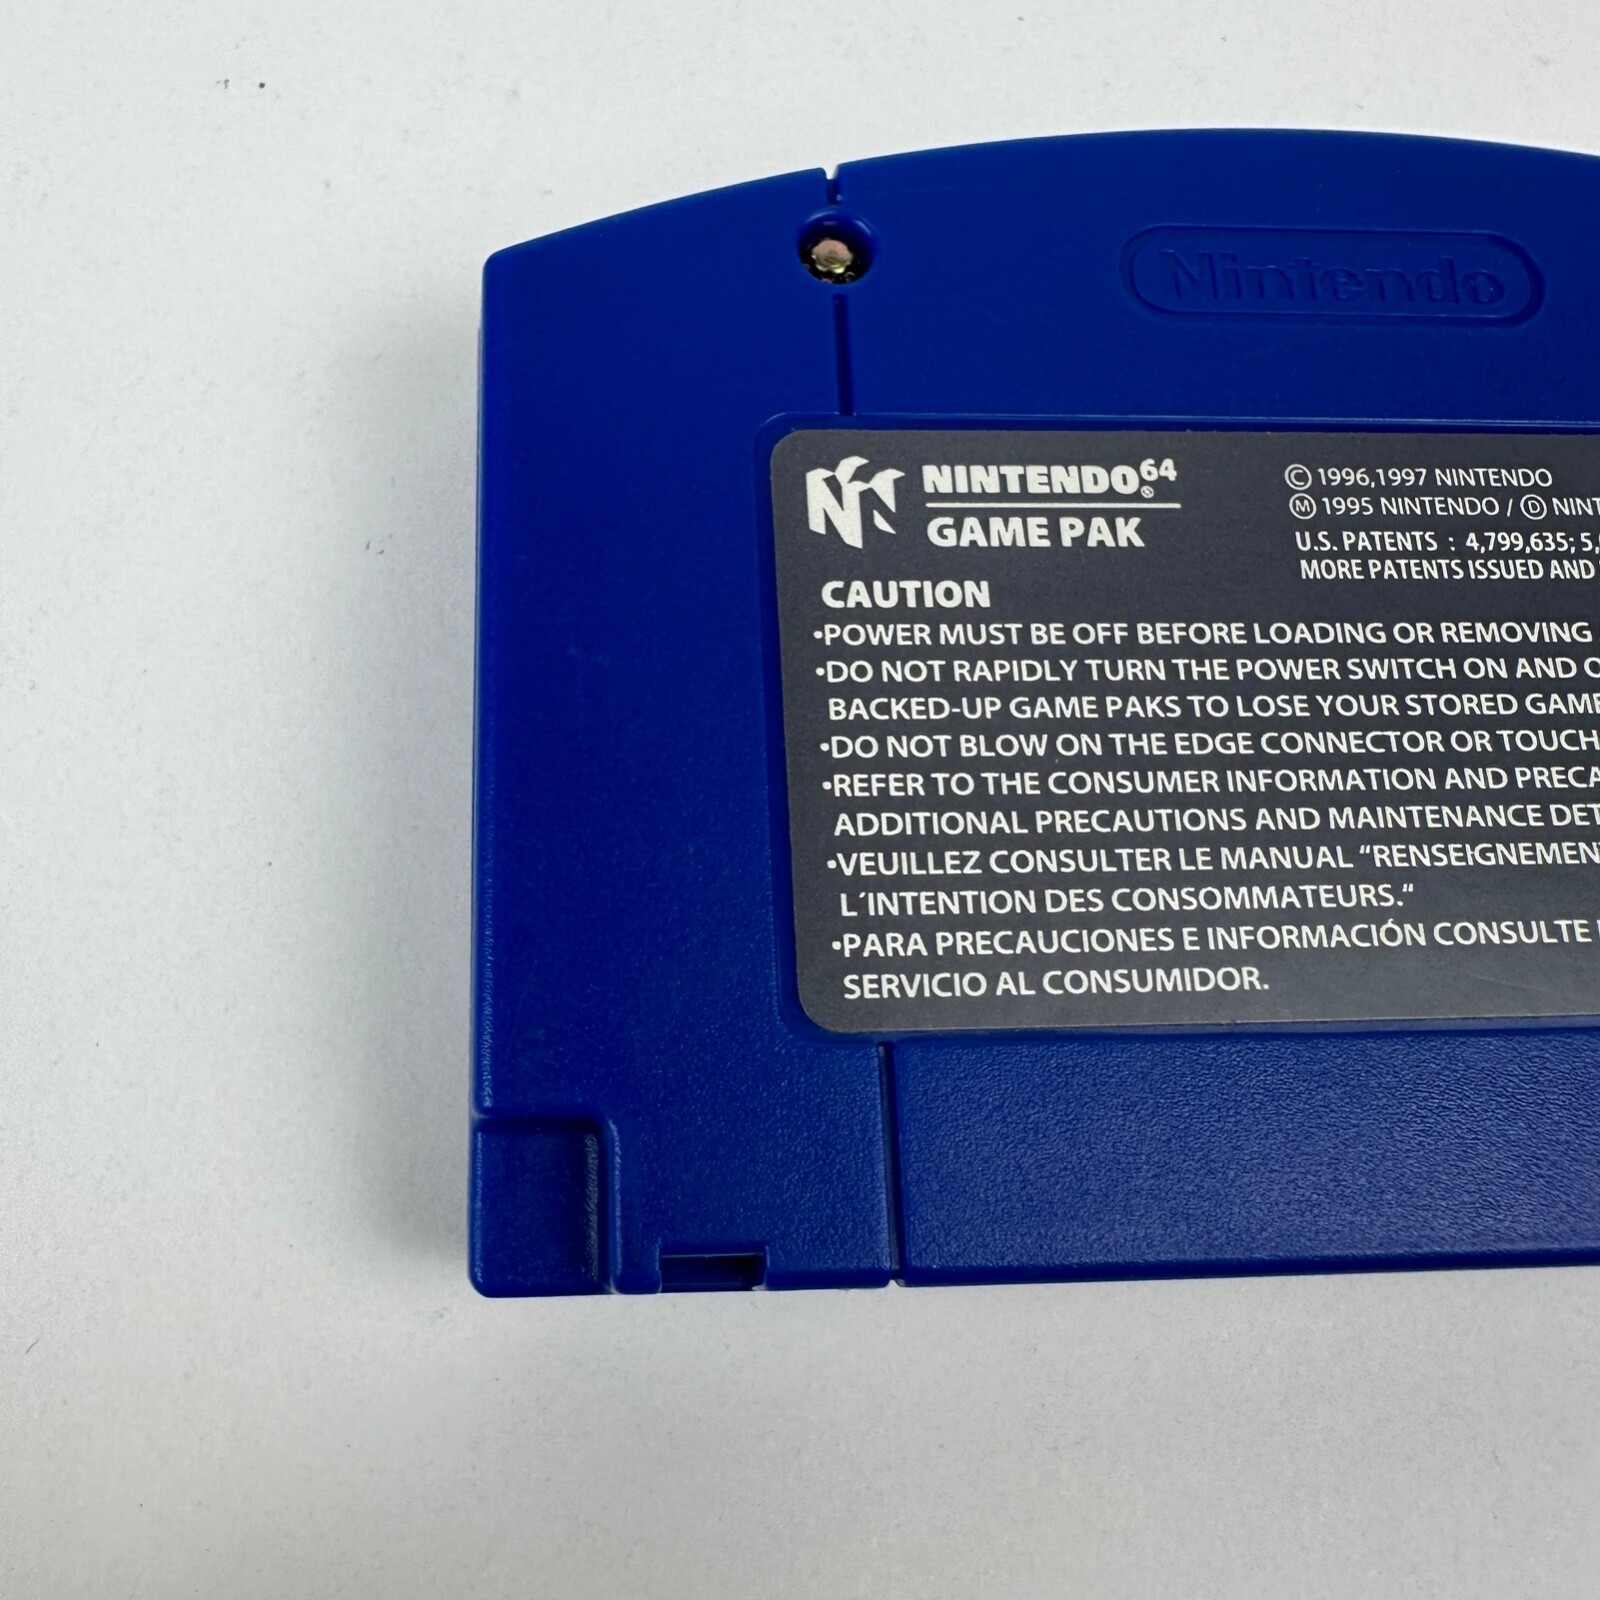 Nintendo
NINTENDO64®
GAME PAK
© 1996,1997 NINTENDO
Ⓜ 1995 NINTENDO / Ⓓ
U.S. PATENTS : 4,799,635;
MORE PATENTS ISSUED AND
CAUTION
•POWER MUST BE OFF BEFORE LOADING OR REMOVING
•DO NOT RAPIDLY TURN THE POWER SWITCH ON AND
BACKED-UP GAME PAKS TO LOSE YOUR STORED GAME
•DO NOT BLOW ON THE EDGE CONNECTOR OR TOUCH
•REFER TO THE CONSUMER INFORMATION AND
ADDITIONAL PRECAUTIONS AND MAINTENANCE
•VEUILLEZ CONSULTER LE MANUAL “RENSEIGNEMEN
L´INTENTION DES CONSOMMATEURS.“
•PARA PRECAUCIONES E INFORMACIÓN CONSULTE
SERVICIO AL CONSUMIDOR.